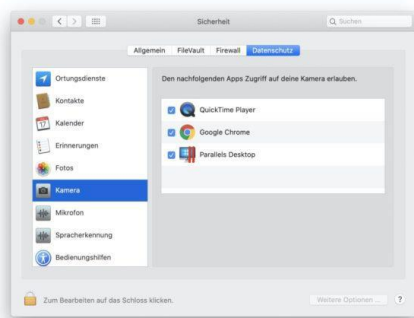 Sicherheit
Suchen
Allgemein FileVault Firewall Datenschutz
Ortungsdienste
Kontakte
17
Kalender
Erinnerungen
Fotos
Kamera
Mikrofon
Spracherkennung
Bedienungshilfen
Den nachfolgenden Apps Zugriff auf deine Kamera erlauben.
QuickTime Player
Google Chrome
Parallels Desktop
Zum Bearbeiten auf das Schloss klicken.
Weitere Optionen ...
?